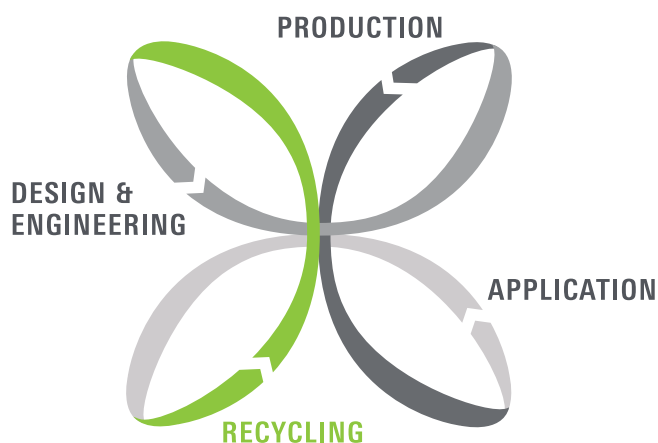 PRODUCTION
DESIGN &
ENGINEERING
APPLICATION
RECYCLING